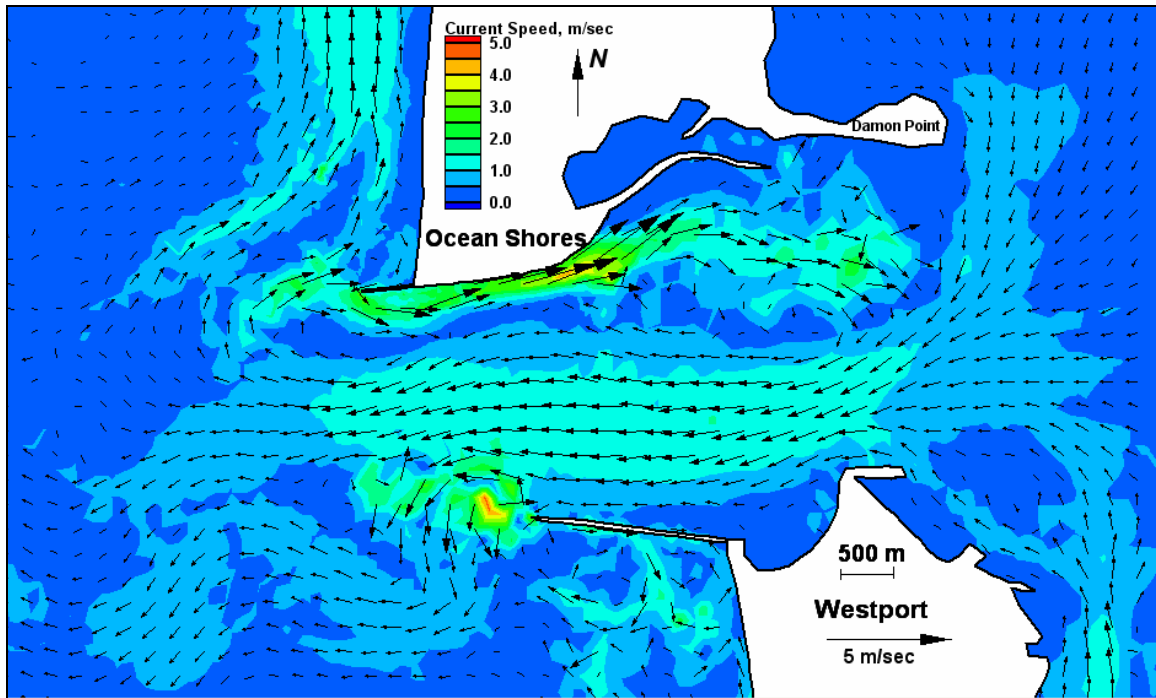 Current Speed, m/sec
5.0
4.0
3.0
2.0
1.0
0.0
N
Damon Point
Ocean Shores
500 m
Westport
5 m/sec